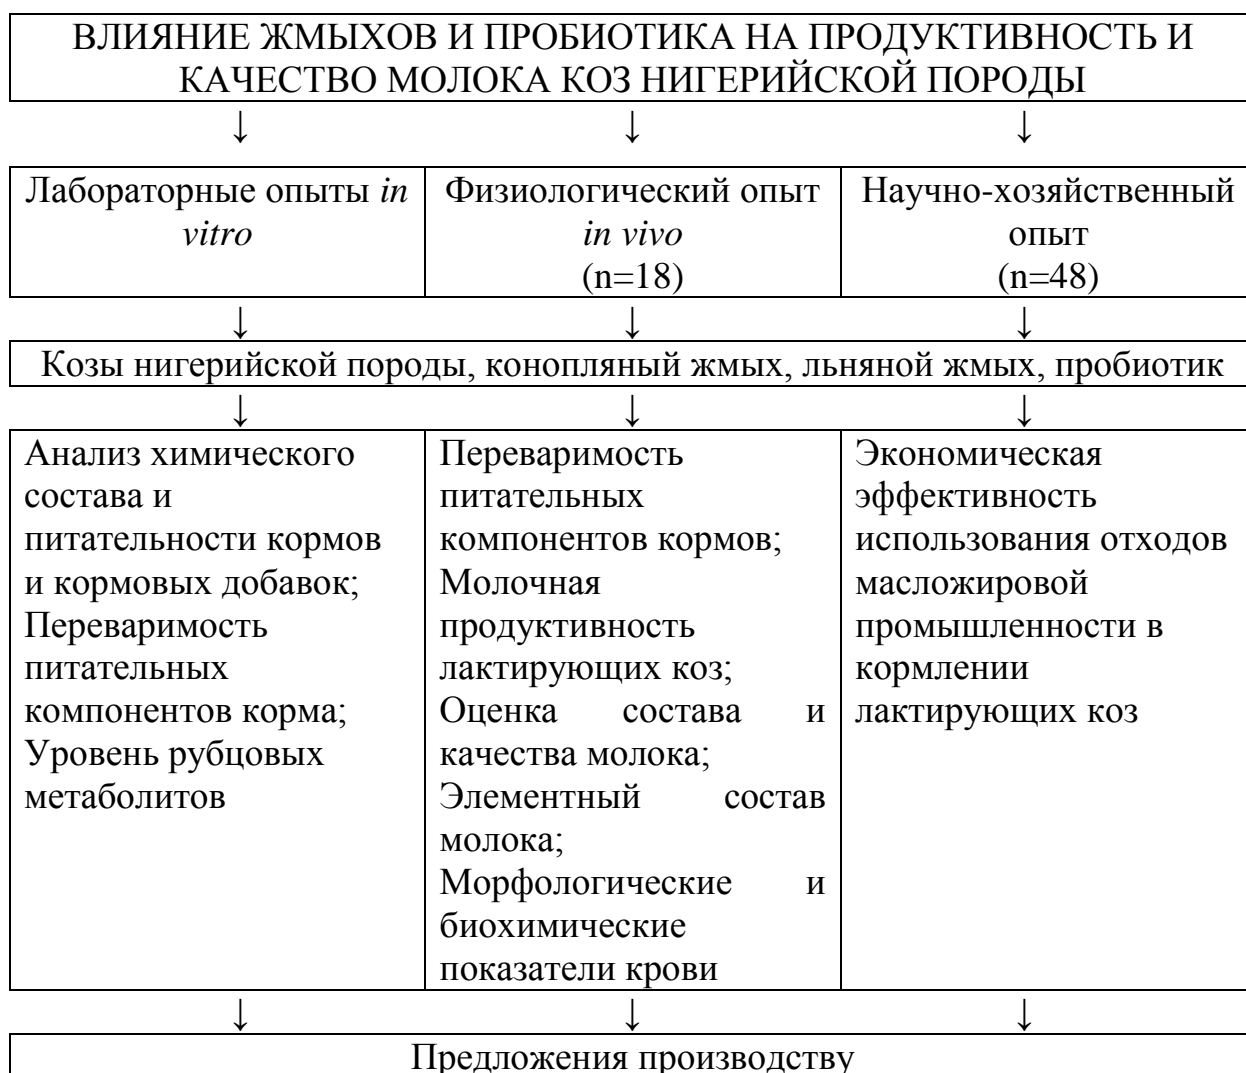 ВЛИЯНИЕ ЖМЫХОВ И ПРОБИОТИКА НА ПРОДУКТИВНОСТЬ И
КАЧЕСТВО МОЛОКА КОЗ НИГЕРИЙСКОЙ ПОРОДЫ
↓ ↓ ↓
Лабораторные опыты in
vitro
Физиологический опыт
in vivo
(n=18)
Научно-хозяйственный
опыт
(n=48)
↓ ↓ ↓
Козы нигерийской породы, конопляный жмых, льняной жмых, пробиотик
↓ ↓ ↓
Анализ химического
состава и
питательности кормов
и кормовых добавок;
Переваримость
питательных
компонентов корма;
Уровень рубцовых
метаболитов
Переваримость
питательных
компонентов кормов;
Молочная
продуктивность
лактирующих коз;
Оценка состава и
качества молока;
Элементный состав
молока;
Морфологические и
биохимические
показатели крови
Экономическая
эффективность
использования отходов
масложировой
промышленности в
кормлении
лактирующих коз
↓ ↓ ↓
Предложения производству